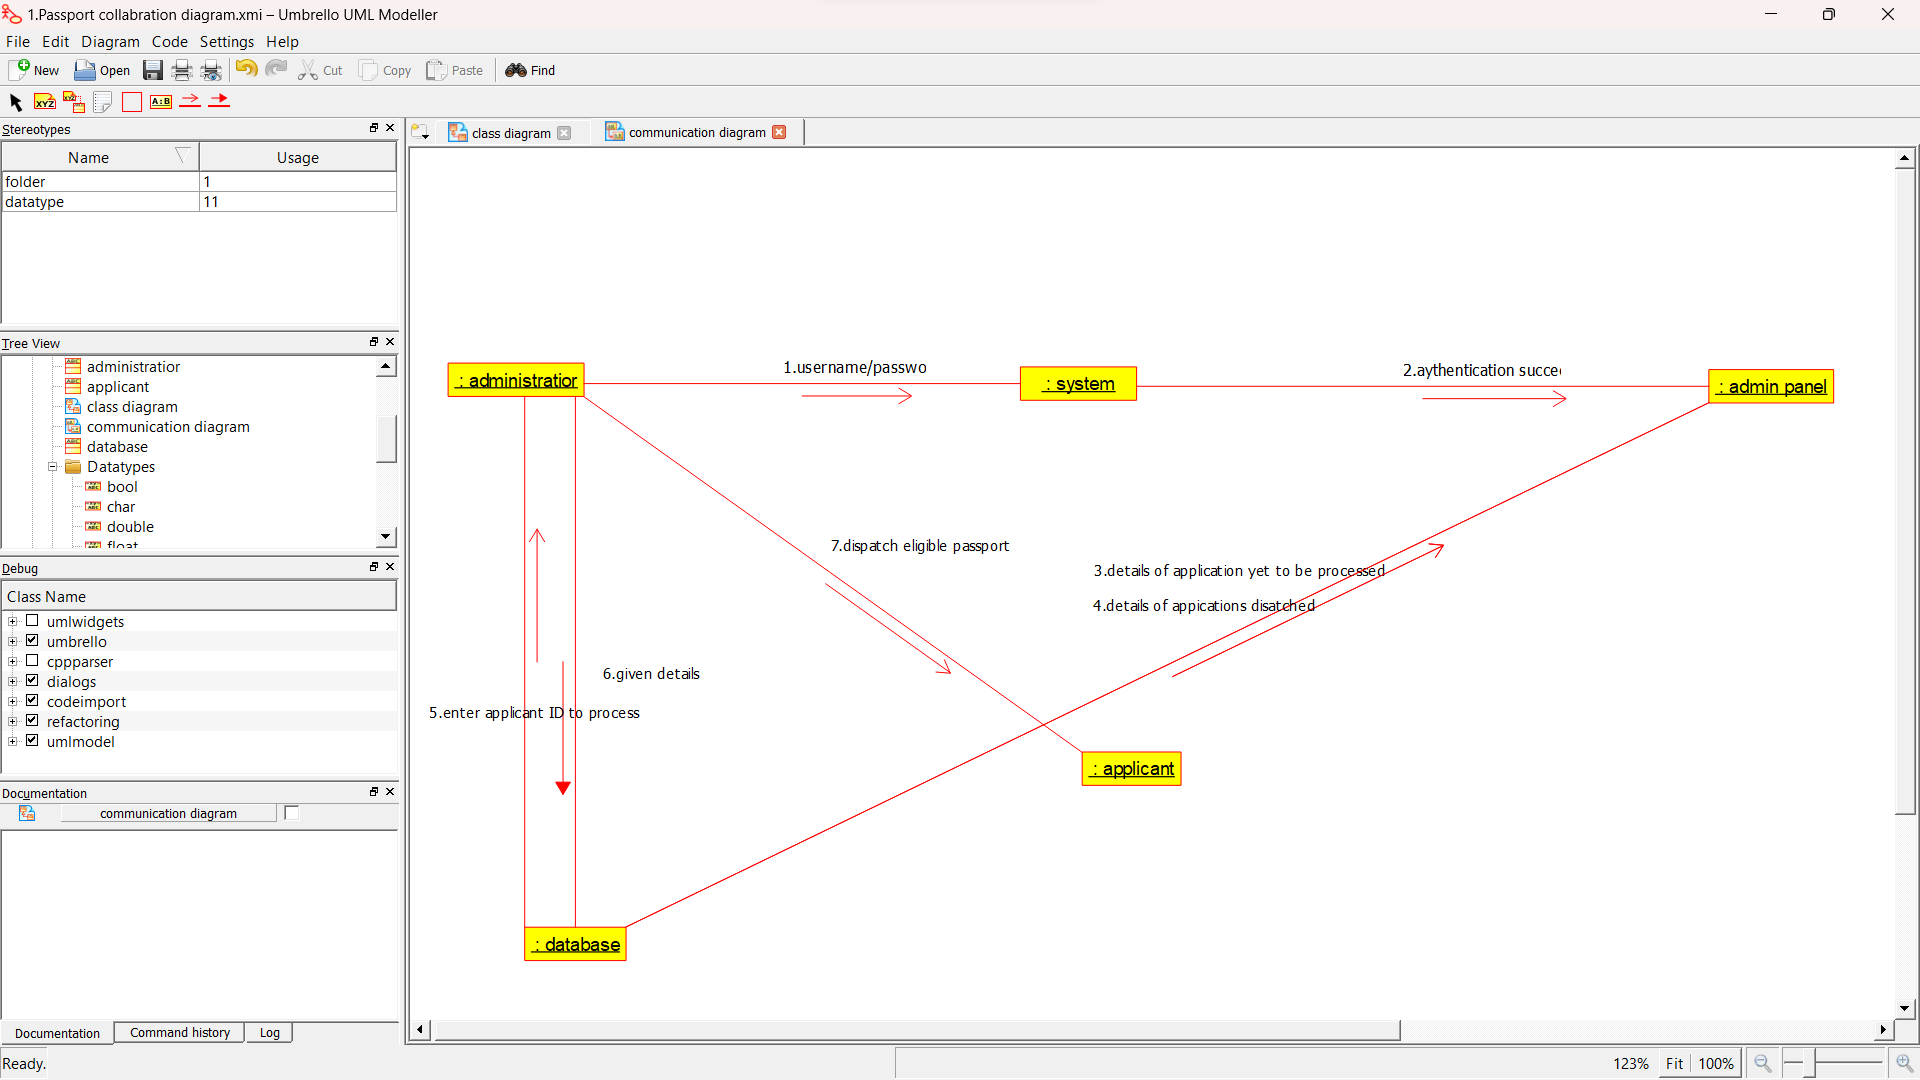 1.Passport collabration diagram.xmi – Umbrello UML Modeller
File Edit Diagram Code Settings Help
New Open Cut Copy Paste Find
XYZ A:B
Stereotypes
Name Usage
folder 1
datatype 11
Tree View
administratior
applicant
class diagram
communication diagram
database
Datatypes
bool
char
double
float
Debug
Class Name
umlwidgets
umbrello
cppparser
dialogs
codeimport
refactoring
umlmodel
Documentation
communication diagram
Documentation Command history Log
Ready.
class diagram communication diagram
: administratior
1.username/passwo
: system
2.aythentication succee
: admin panel
7.dispatch eligible passport
3.details of application yet to be processed
4.details of appications disatched
6.given details
5.enter applicant ID to process
: applicant
: database
123% Fit 100%